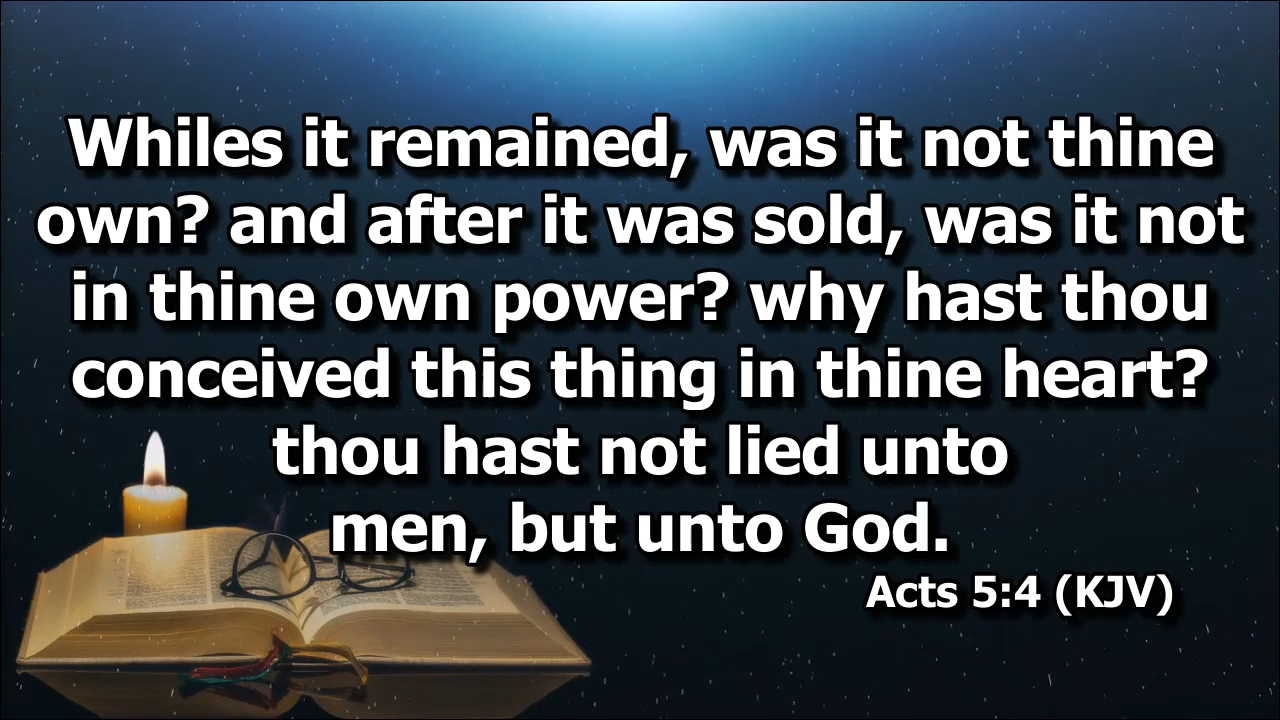 Whiles it remained, was it not thine
own? and after it was sold, was it not
in thine own power? why hast thou
conceived this thing in thine heart?
thou hast not lied unto
men, but unto God.
Acts 5:4 (KJV)